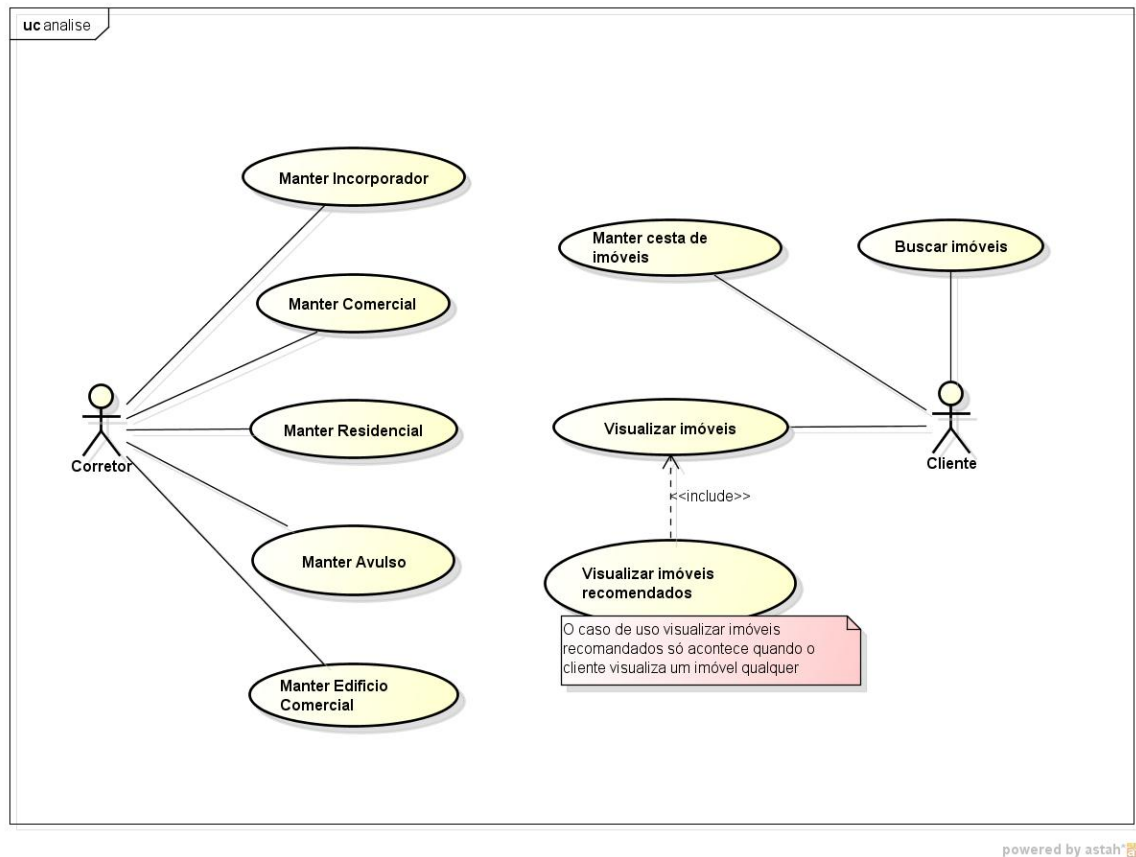 uc analise
Manter Incorporador
Manter Comercial
Manter Residencial
Manter Avulso
Manter Edificio
Comercial
Corretor
Manter cesta de
imóveis
Buscar imóveis
Visualizar imóveis
Cliente
<<include>>
Visualizar imóveis
recomendados
O caso de uso visualizar imóveis
recomandados só acontece quando o
cliente visualiza um imóvel qualquer
powered by astah*